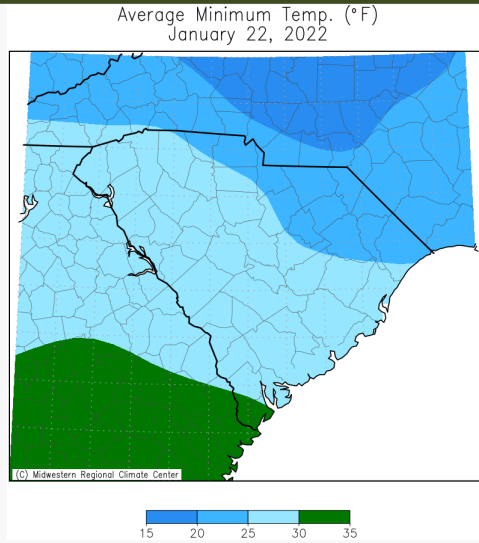 Average Minimum Temp. (°F)
January 22, 2022
(C) Midwestern Regional Climate Center
15 20 25 30 35